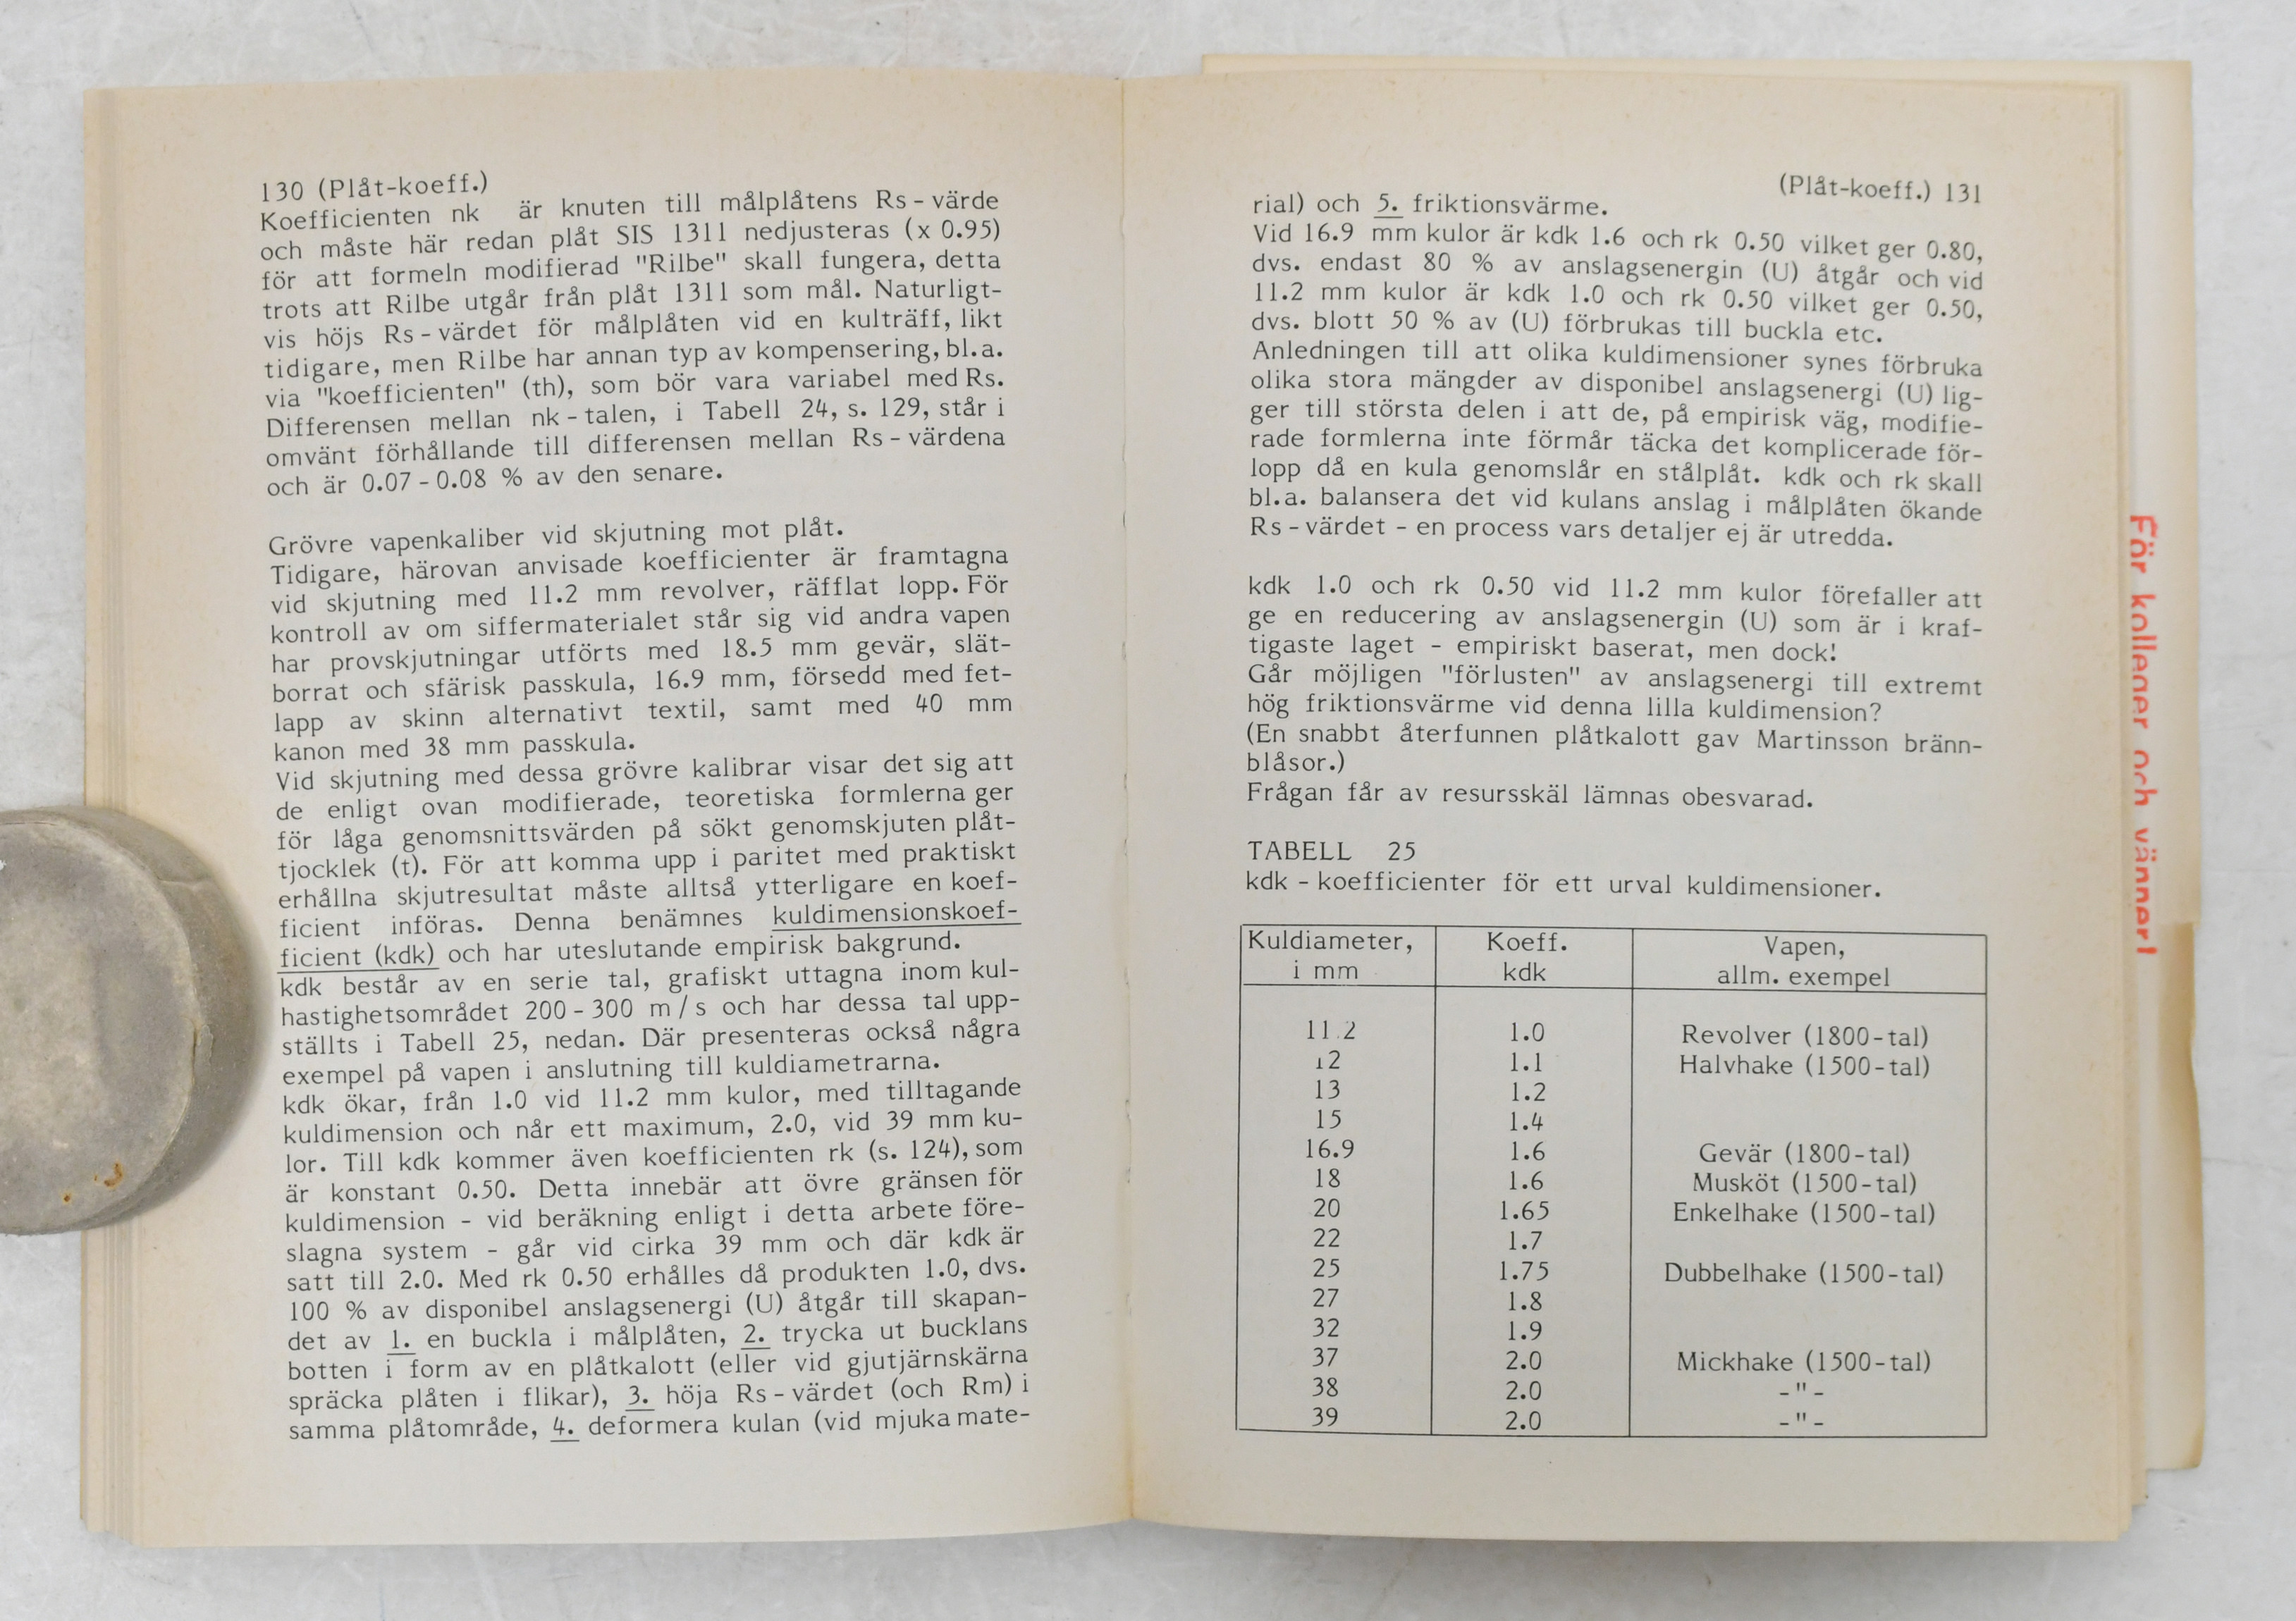 130 (Plåt-koeff.)
Koefficienten nk är knuten till målplåtens Rs - värde
och måste här redan plåt SIS 1311 nedjusteras (x 0.95)
för att formeln modifierad "Rilbe" skall fungera, detta
trots att Rilbe utgår från plåt 1311 som mål. Naturligt-
vis höjs Rs - värdet för målplåten vid en kulträff, likt
tidigare, men Rilbe har annan typ av kompensering, bl.a.
via "koefficienten" (th), som bör vara variabel med Rs.
Differensen mellan nk - talen, i Tabell 24, s. 129, står i
omvänt förhållande till differensen mellan Rs - värdena
och är 0.07 - 0.08 % av den senare.
Grövre vapenkaliber vid skjutning mot plåt.
Tidigare, härovan anvisade koefficienter är framtagna
vid skjutning med 11.2 mm revolver, räfflat lopp. För
kontroll av om siffermaterialet står sig vid andra vapen
har provskjutningar utförts med 18.5 mm gevär, slät-
borrat och sfärisk passkula, 16.9 mm, försedd med fet-
lapp av skinn alternativt textil, samt med 40 mm
kanon med 38 mm passkula.
Vid skjutning med dessa grövre kalibrar visar det sig att
de enligt ovan modifierade, teoretiska formlerna ger
för låga genomsnittsvärden på sökt genomskjuten plåt-
tjocklek (t). För att komma upp i paritet med praktiskt
erhållna skjutresultat måste alltså ytterligare en koef-
ficient införas. Denna benämnes kuldimensionskoef-
ficient (kdk) och har uteslutande empirisk bakgrund.
kdk består av en serie tal, grafiskt uttagna inom kul-
hastighetsområdet 200 - 300 m / s och har dessa tal upp-
ställts i Tabell 25, nedan. Där presenteras också några
exempel på vapen i anslutning till kuldiametrarna.
kdk ökar, från 1.0 vid 11.2 mm kulor, med tilltagande
kuldimension och når ett maximum, 2.0, vid 39 mm ku-
lor. Till kdk kommer även koefficienten rk (s. 124), som
är konstant 0.50. Detta innebär att övre gränsen för
kuldimension - vid beräkning enligt i detta arbete före-
slagna system - går vid cirka 39 mm och där kdk är
satt till 2.0. Med rk 0.50 erhålles då produkten 1.0, dvs.
100 % av disponibel anslagsenergi (U) åtgår till skapan-
det av 1. en buckla i målplåten, 2. trycka ut bucklans
botten i form av en plåtkalott (eller vid gjutjärnskärna
spräcka plåten i flikar), 3. höja Rs - värdet (och Rm) i
samma plåtområde, 4. deformera kulan (vid mjuka mate-
(Plåt-koeff.) 131
rial) och 5. friktionsvärme.
Vid 16.9 mm kulor är kdk 1.6 och rk 0.50 vilket ger 0.80,
dvs. endast 80 % av anslagsenergin (U) åtgår och vid
11.2 mm kulor är kdk 1.0 och rk 0.50 vilket ger 0.50,
dvs. blott 50 % av (U) förbrukas till buckla etc.
Anledningen till att olika kuldimensioner synes förbruka
olika stora mängder av disponibel anslagsenergi (U) lig-
ger till största delen i att de, på empirisk väg, modifie-
rade formlerna inte förmår täcka det komplicerade för-
lopp då en kula genomslår en stålplåt. kdk och rk skall
bl.a. balansera det vid kulans anslag i målplåten ökande
Rs - värdet - en process vars detaljer ej är utredda.
kdk 1.0 och rk 0.50 vid 11.2 mm kulor förefaller att
ge en reducering av anslagsenergin (U) som är i kraf-
tigaste laget - empiriskt baserat, men dock!
Går möjligen "förlusten" av anslagsenergi till extremt
hög friktionsvärme vid denna lilla kuldimension?
(En snabbt återfunnen plåtkalott gav Martinsson bränn-
blåsor.)
Frågan får av resursskäl lämnas obesvarad.
TABELL 25
kdk - koefficienter för ett urval kuldimensioner.
Kuldiameter, Koeff. Vapen,
i mm kdk allm. exempel
11.2 1.0 Revolver (1800-tal)
12 1.1 Halvhake (1500-tal)
13 1.2
15 1.4
16.9 1.6 Gevär (1800-tal)
18 1.6 Musköt (1500-tal)
20 1.65 Enkelhake (1500-tal)
22 1.7
25 1.75 Dubbelhake (1500-tal)
27 1.8
32 1.9
37 2.0 Mickhake (1500-tal)
38 2.0 - " -
39 2.0 - " -
För kolleger och vänner!